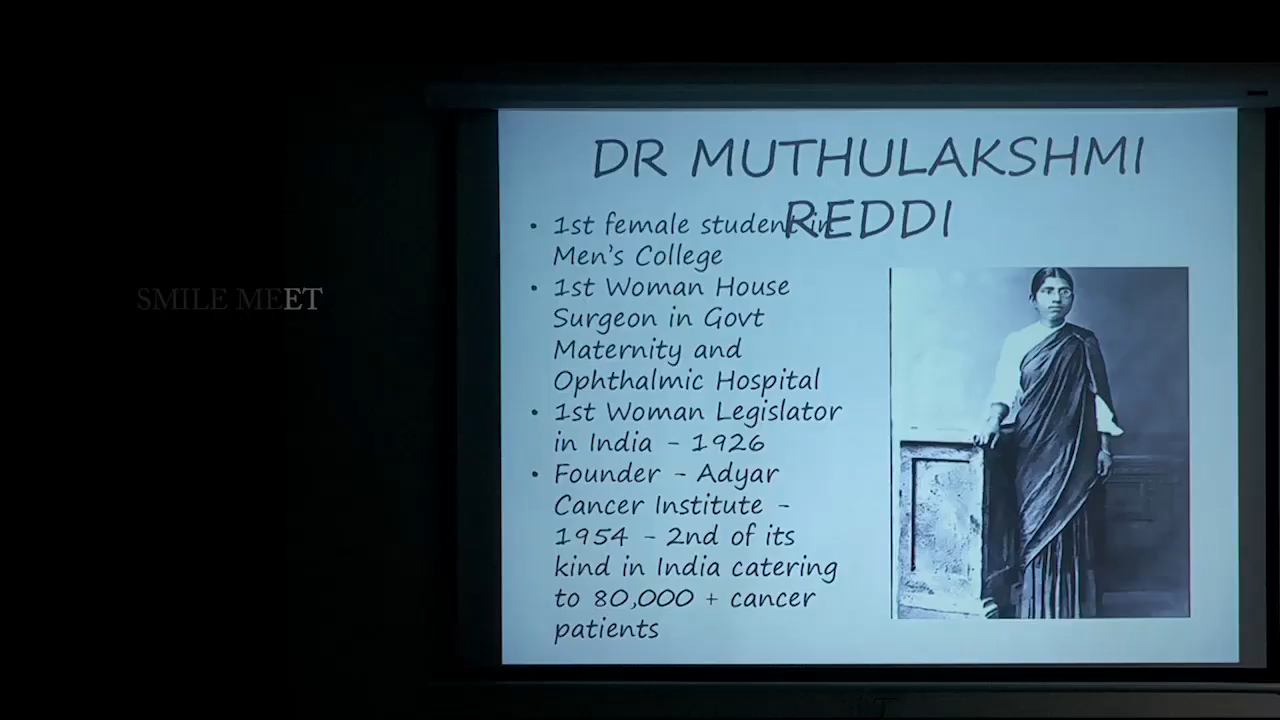 SMILE MEET
DR MUTHULAKSHMI
REDDI
• 1st female student in
Men's College
• 1st Woman House
Surgeon in Govt
Maternity and
Ophthalmic Hospital
• 1st Woman Legislator
in India - 1926
• Founder - Adyar
Cancer Institute -
1954 - 2nd of its
kind in India catering
to 80,000 + cancer
patients